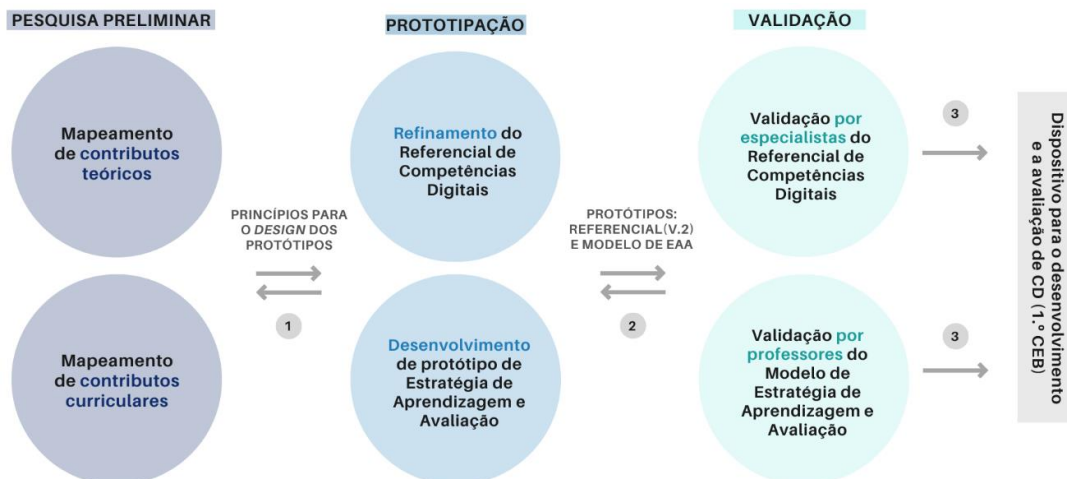 PESQUISA PRELIMINAR
Mapeamento
de contributos
teóricos
Mapeamento
de contributos
curriculares
PRINCÍPIOS PARA
O DESIGN DOS
PROTÓTIPOS
1
PROTOTIPAÇÃO
Refinamento do
Referencial de
Competências
Digitais
Desenvolvimento
de protótipo de
Estratégia de
Aprendizagem e
Avaliação
PROTÓTIPOS:
REFERENCIAL(V.2)
E MODELO DE EAA
2
VALIDAÇÃO
Validação por
especialistas do
Referencial de
Competências
Digitais
Validação por
professores do
Modelo de
Estratégia de
Aprendizagem e
Avaliação
3
3
Dispositivo para o desenvolvimento
e a avaliação de CD (1.º CEB)